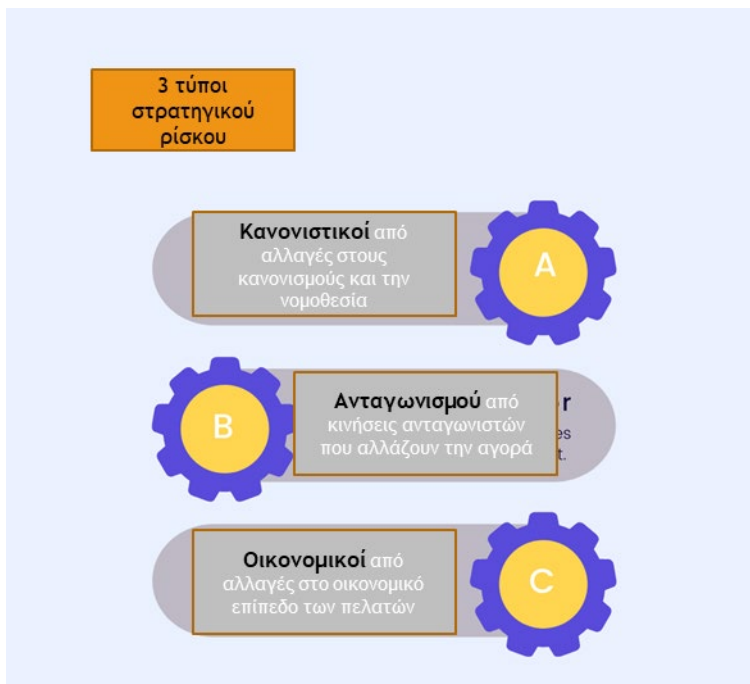 3 τύποι
στρατηγικού
ρίσκου
Κανονιστικοί από
αλλαγές στους
κανονισμούς και την
νομοθεσία
A
B
Ανταγωνισμού από
κινήσεις ανταγωνιστών
που αλλάζουν την αγορά
Οικονομικοί από
αλλαγές στο οικονομικό
επίπεδο των πελατών
C